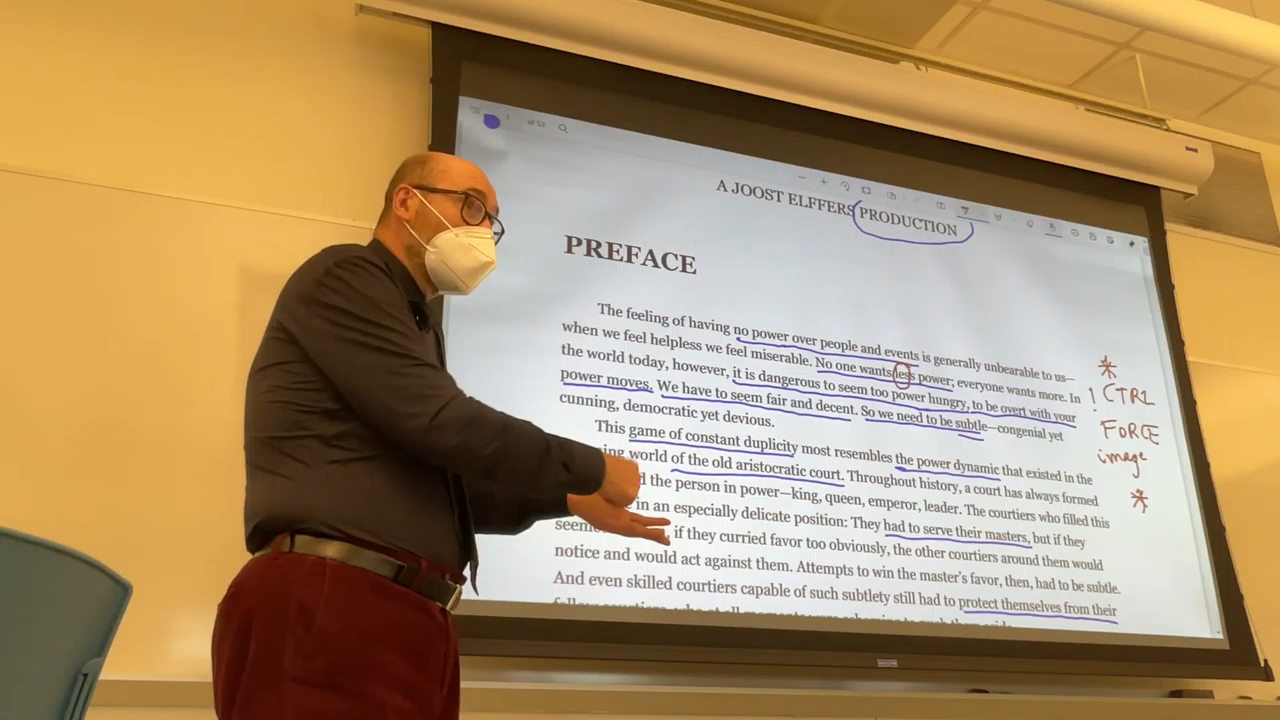 1 of 53
A JOOST ELFFERS PRODUCTION
PREFACE
The feeling of having no power over people and events is generally unbearable to us—
when we feel helpless we feel miserable. No one wants less power; everyone wants more. In
the world today, however, it is dangerous to seem too power hungry, to be overt with your
power moves. We have to seem fair and decent. So we need to be subtle—congenial yet
cunning, democratic yet devious.
This game of constant duplicity most resembles the power dynamic that existed in the
world of the old aristocratic court. Throughout history, a court has always formed
the person in power—king, queen, emperor, leader. The courtiers who filled this
in an especially delicate position: They had to serve their masters, but if they
if they curried favor too obviously, the other courtiers around them would
notice and would act against them. Attempts to win the master's favor, then, had to be subtle.
And even skilled courtiers capable of such subtlety still had to protect themselves from their
* 
! CTRL
FORCE
image
*